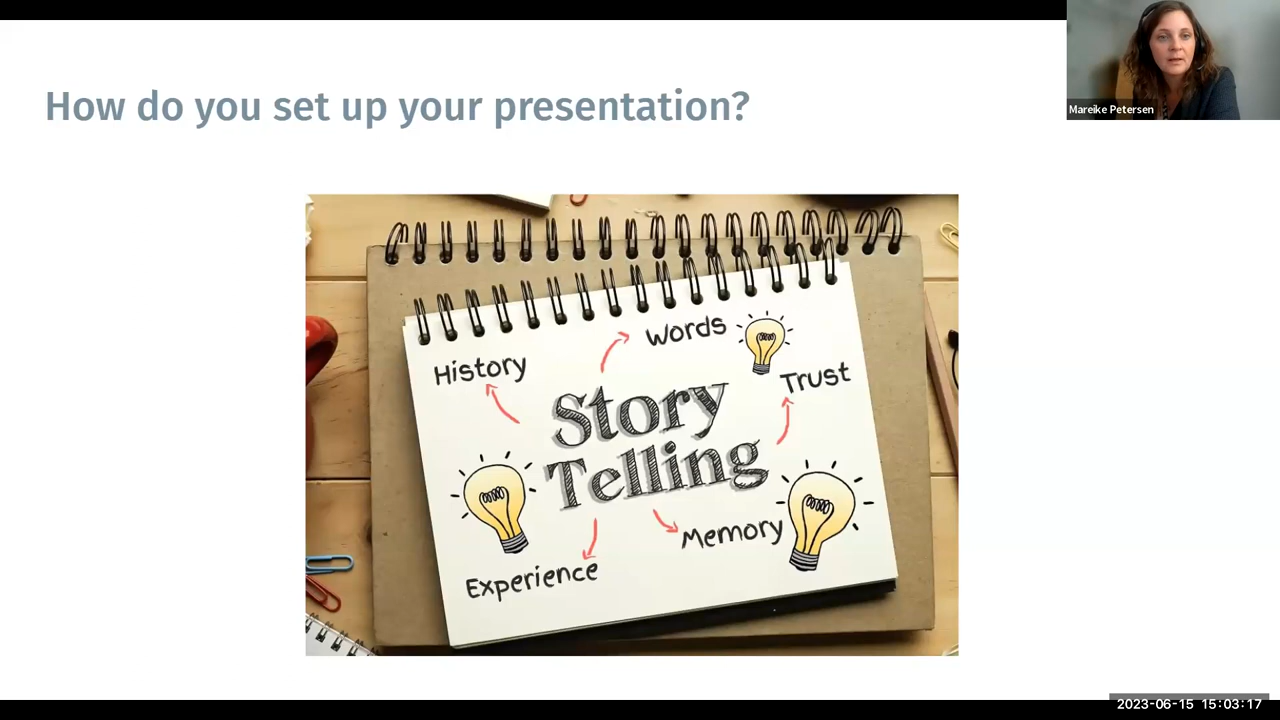 How do you set up your presentation?
Mareike Petersen
Words
History
Trust
Story
Telling
Memory
Experience
2023-06-15 15:03:17